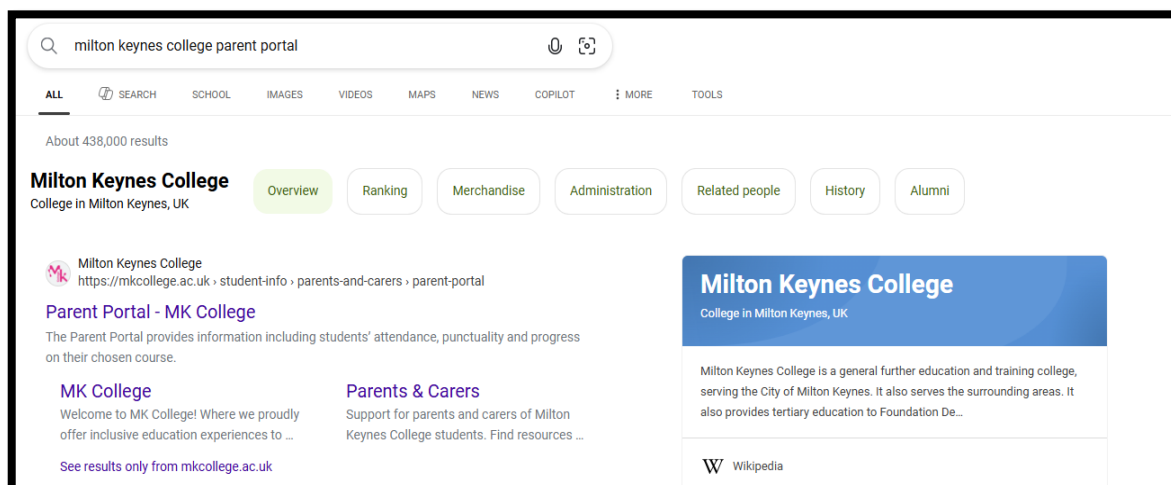 milton keynes college parent portal
ALL SEARCH SCHOOL IMAGES VIDEOS MAPS NEWS COPILOT MORE TOOLS
About 438,000 results
Milton Keynes College
College in Milton Keynes, UK
Overview Ranking Merchandise Administration Related people History Alumni
Mk
Milton Keynes College
https://mkcollege.ac.uk › student-info › parents-and-carers › parent-portal
Parent Portal - MK College
The Parent Portal provides information including students' attendance, punctuality and progress
on their chosen course.
MK College
Welcome to MK College! Where we proudly
offer inclusive education experiences to ...
Parents & Carers
Support for parents and carers of Milton
Keynes College students. Find resources ...
See results only from mkcollege.ac.uk
Milton Keynes College
College in Milton Keynes, UK
Milton Keynes College is a general further education and training college,
serving the City of Milton Keynes. It also serves the surrounding areas. It
also provides tertiary education to Foundation De...
W Wikipedia